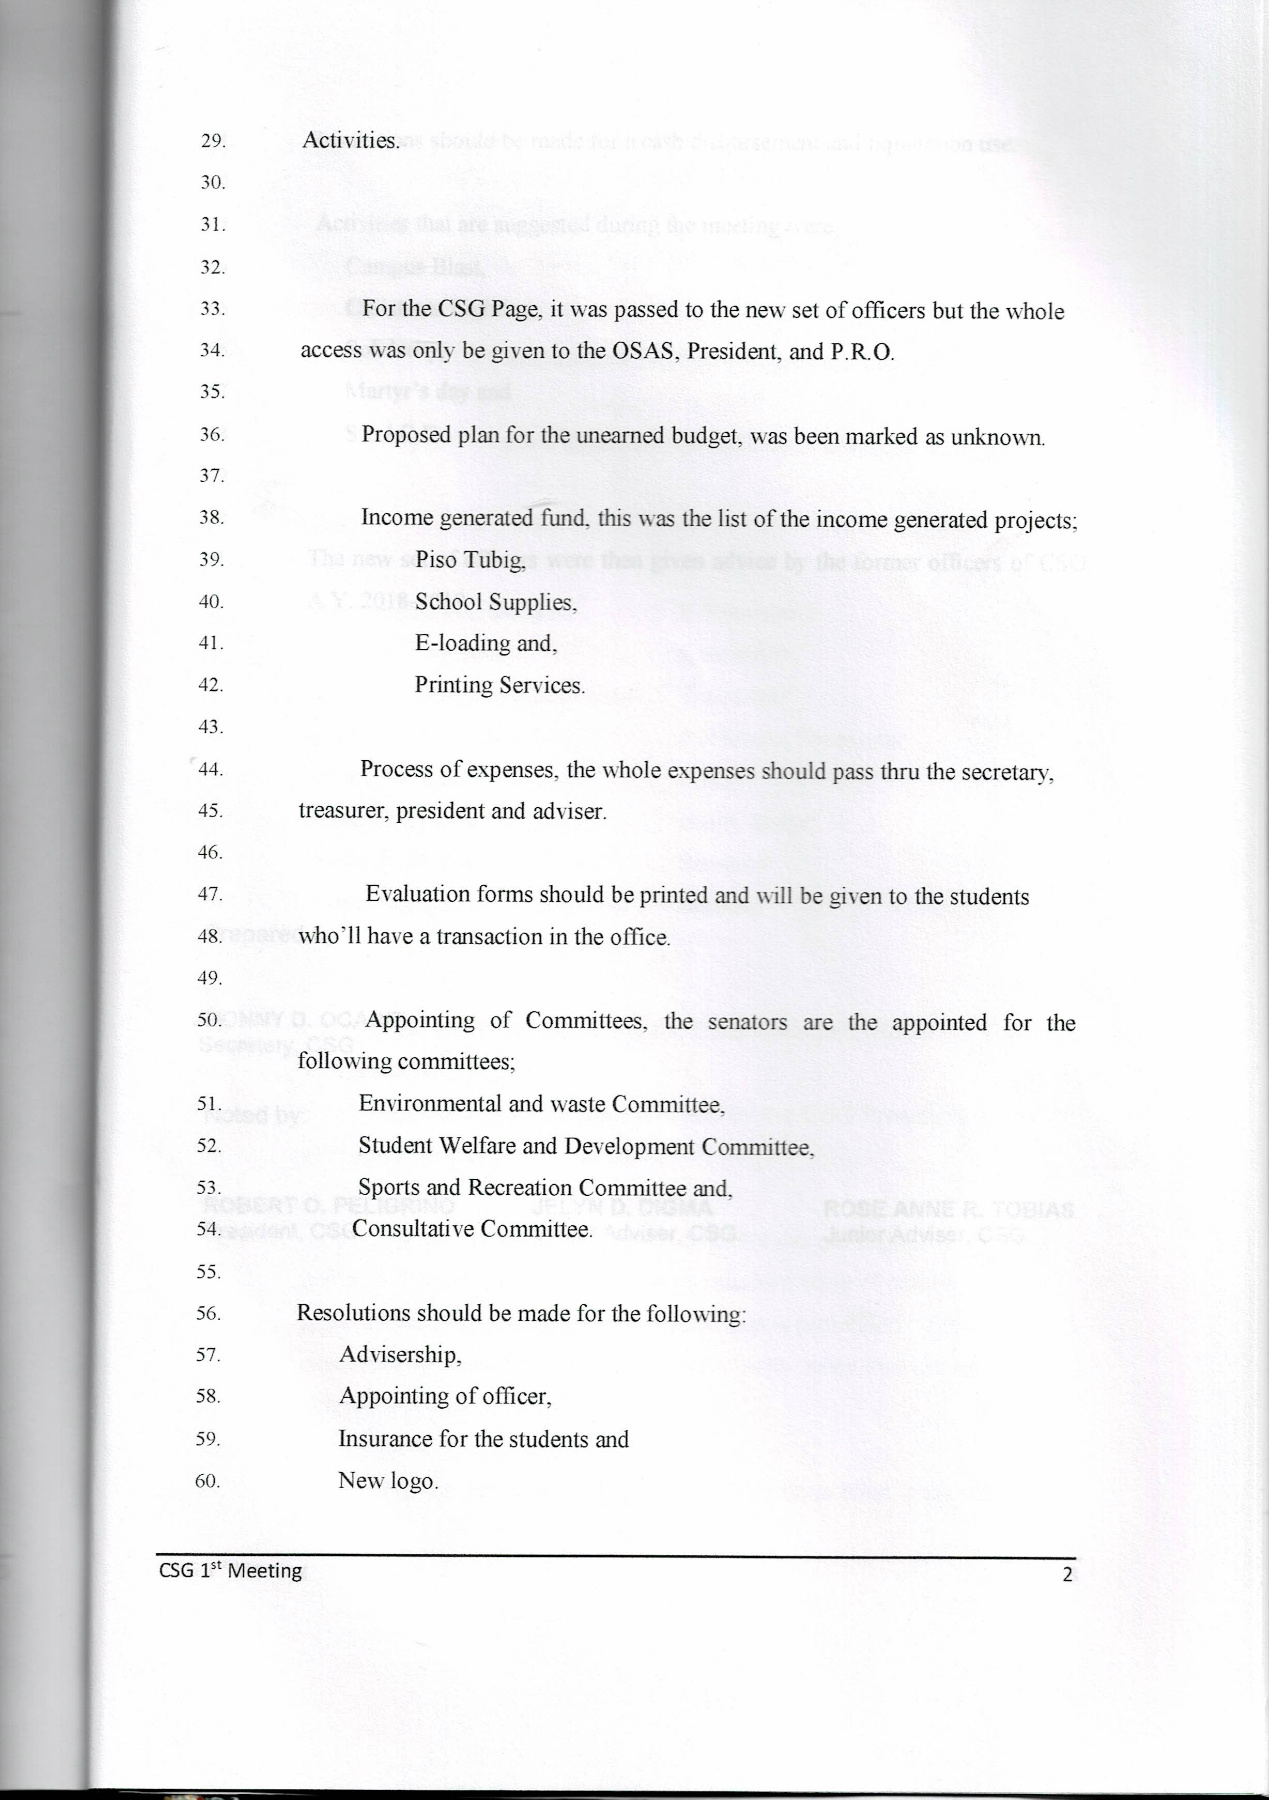 29. Activities.
30.
31.
32.
33. For the CSG Page, it was passed to the new set of officers but the whole
34. access was only be given to the OSAS, President, and P.R.O.
35.
36. Proposed plan for the unearned budget, was been marked as unknown.
37.
38. Income generated fund, this was the list of the income generated projects;
39. Piso Tubig,
40. School Supplies,
41. E-loading and,
42. Printing Services.
43.
44. Process of expenses, the whole expenses should pass thru the secretary,
45. treasurer, president and adviser.
46.
47. Evaluation forms should be printed and will be given to the students
48. who'll have a transaction in the office.
49.
50. Appointing of Committees, the senators are the appointed for the
following committees;
51. Environmental and waste Committee,
52. Student Welfare and Development Committee,
53. Sports and Recreation Committee and,
54. Consultative Committee.
55.
56. Resolutions should be made for the following:
57. Advisership,
58. Appointing of officer,
59. Insurance for the students and
60. New logo.
CSG 1st Meeting 2